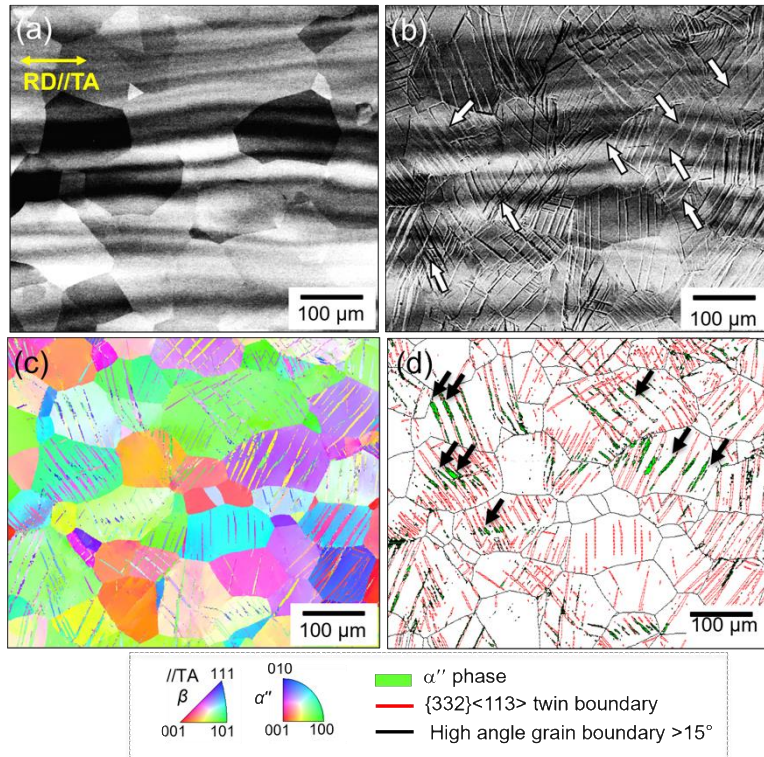 (a)
RD//TA
100 µm
(b)
100 µm
(c)
100 µm
(d)
100 µm
//TA
β
111
001
101
α′′
010
001
100
α′′ phase
{332}<113> twin boundary
High angle grain boundary >15°